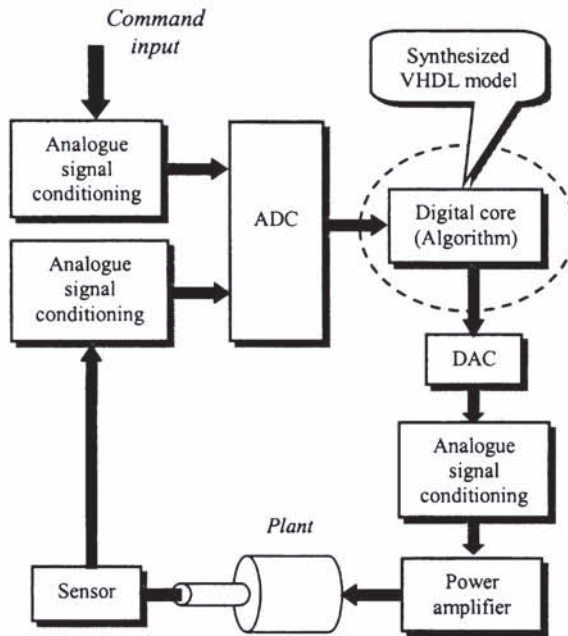 Command
input
Synthesized
VHDL model
Analogue
signal
conditioning
ADC
Digital core
(Algorithm)
Analogue
signal
conditioning
DAC
Analogue
signal
conditioning
Plant
Sensor
Power
amplifier